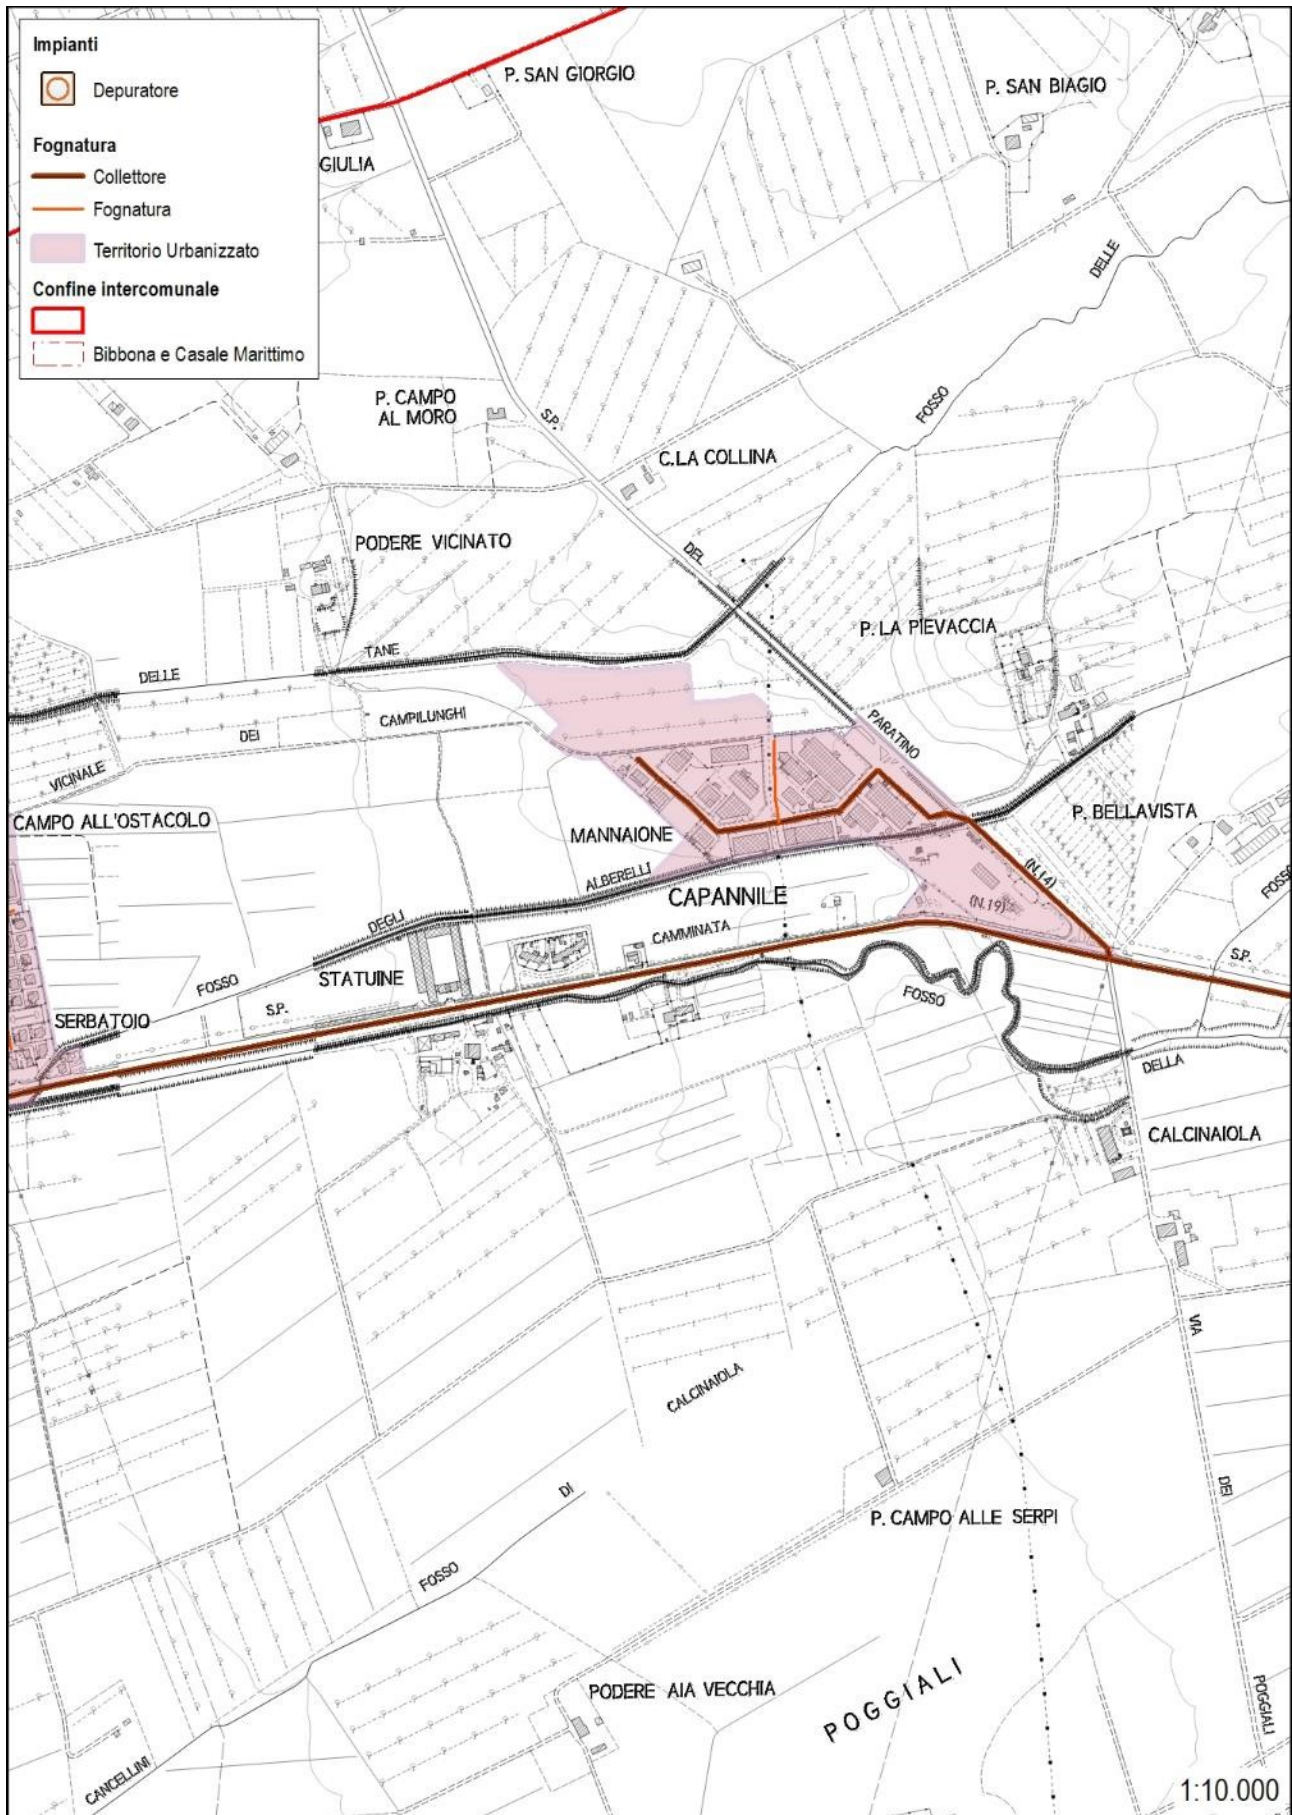 Impianti
Depuratore
Fognatura
Collettore
Fognatura
Territorio Urbanizzato
Confine intercomunale
Bibbona e Casale Marittimo
P. SAN GIORGIO
P. SAN BIAGIO
GIULIA
DELLE
FOSSO
P. CAMPO
AL MORO
S.P.
C.LA COLLINA
PODERE VICINATO
DEL
P. LA PIEVACCIA
TANE
DELLE
CAMPILUNGHI
DEI
PARATINO
VICINALE
CAMPO ALL'OSTACOLO
MANNAIONE
P. BELLAVISTA
ALBERELLI
(N.14)
FOSSO
CAPANNILE
(N.19)
DEGLI
CAMMINATA
S.P.
STATUINE
FOSSO
FOSSO
S.P.
SERBATOIO
DELLA
CALCINAIOLA
VIA
CALCINAIOLA
DEI
DI
P. CAMPO ALLE SERPI
FOSSO
PODERE AIA VECCHIA
POGGIALI
POGGIALI
CANCELLINI
1:10.000